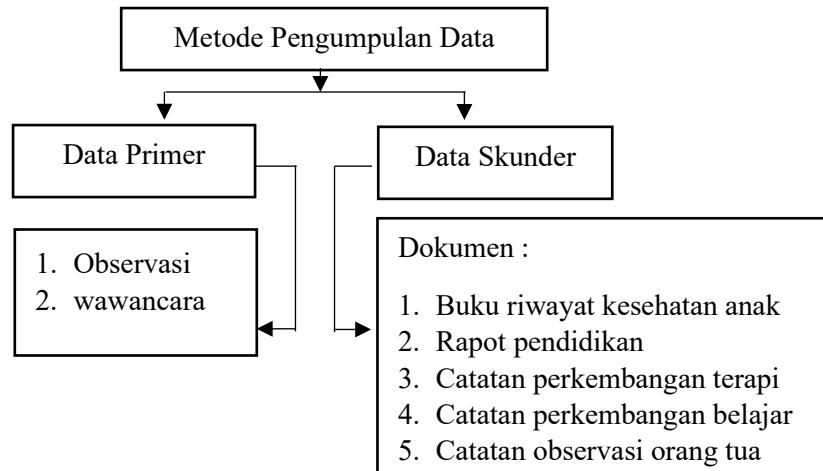 Metode Pengumpulan Data
Data Primer
Data Skunder
1. Observasi
2. wawancara
Dokumen :
1. Buku riwayat kesehatan anak
2. Rapot pendidikan
3. Catatan perkembangan terapi
4. Catatan perkembangan belajar
5. Catatan observasi orang tua